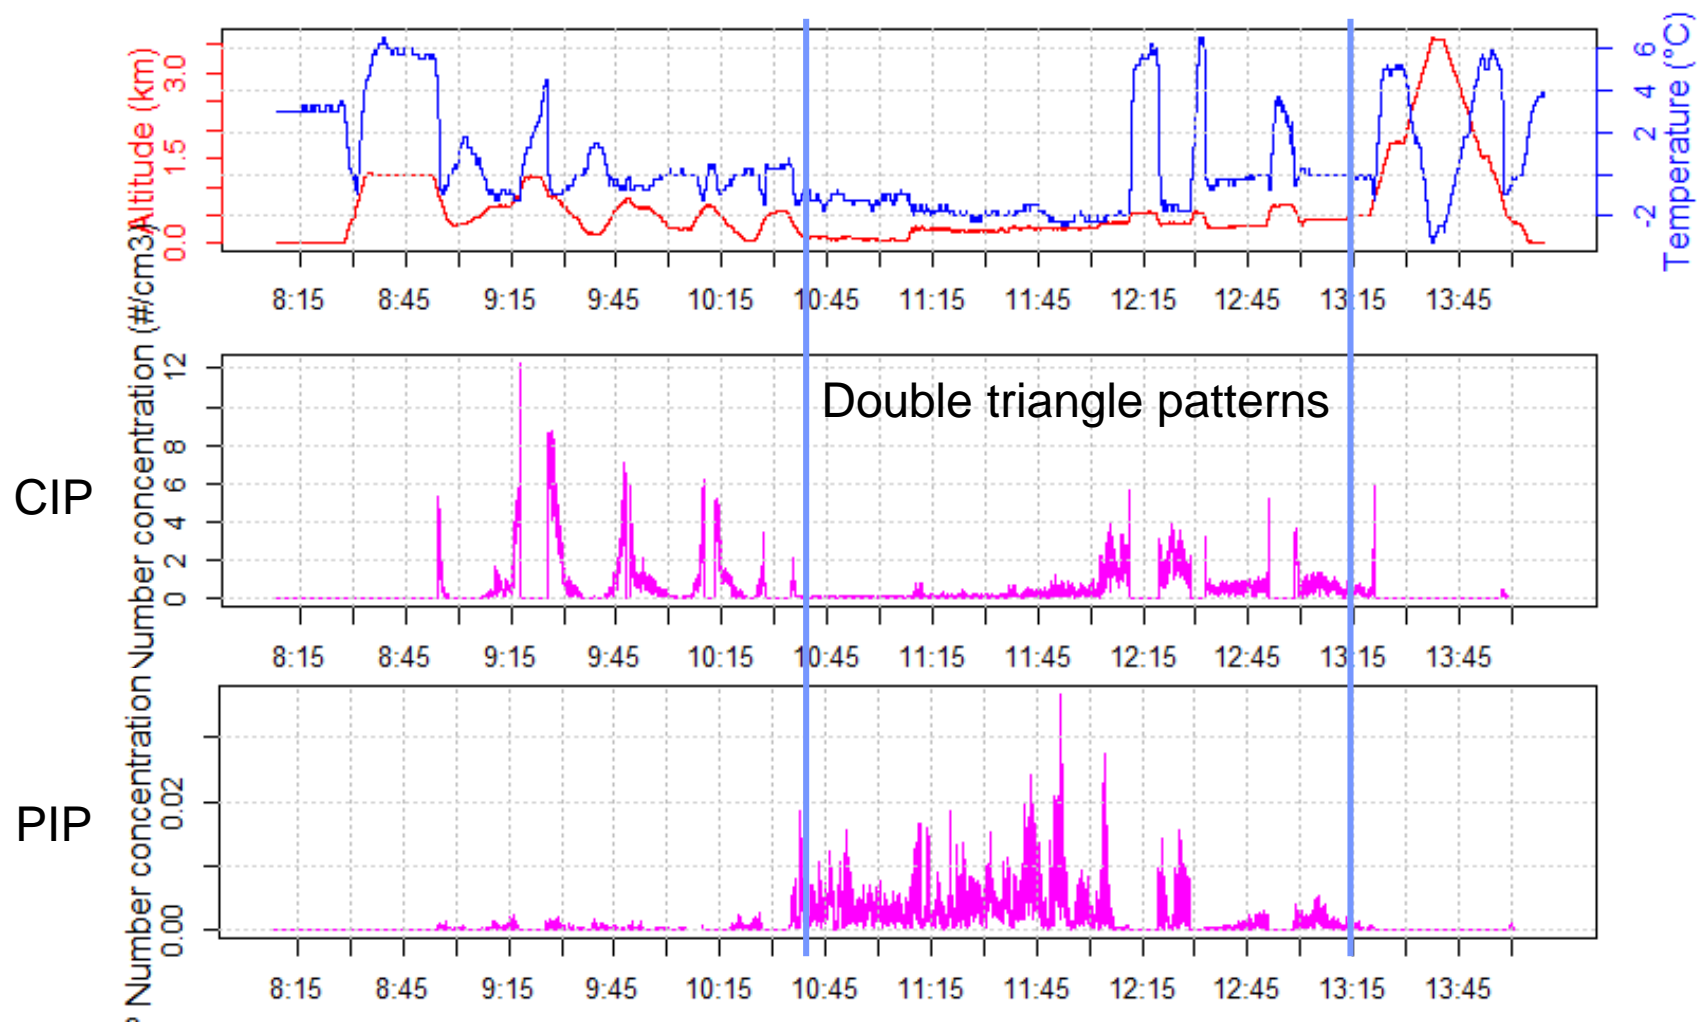 Altitude (km)
0.0 1.5 3.0
-2 2 4 6
Temperature (°C)
8:15 8:45 9:15 9:45 10:15 10:45 11:15 11:45 12:15 12:45 13:15 13:45
CIP
Number concentration (#/cm3)
0 2 4 6 8 12
Double triangle patterns
8:15 8:45 9:15 9:45 10:15 10:45 11:15 11:45 12:15 12:45 13:15 13:45
PIP
Number concentration
0.00 0.02
8:15 8:45 9:15 9:45 10:15 10:45 11:15 11:45 12:15 12:45 13:15 13:45